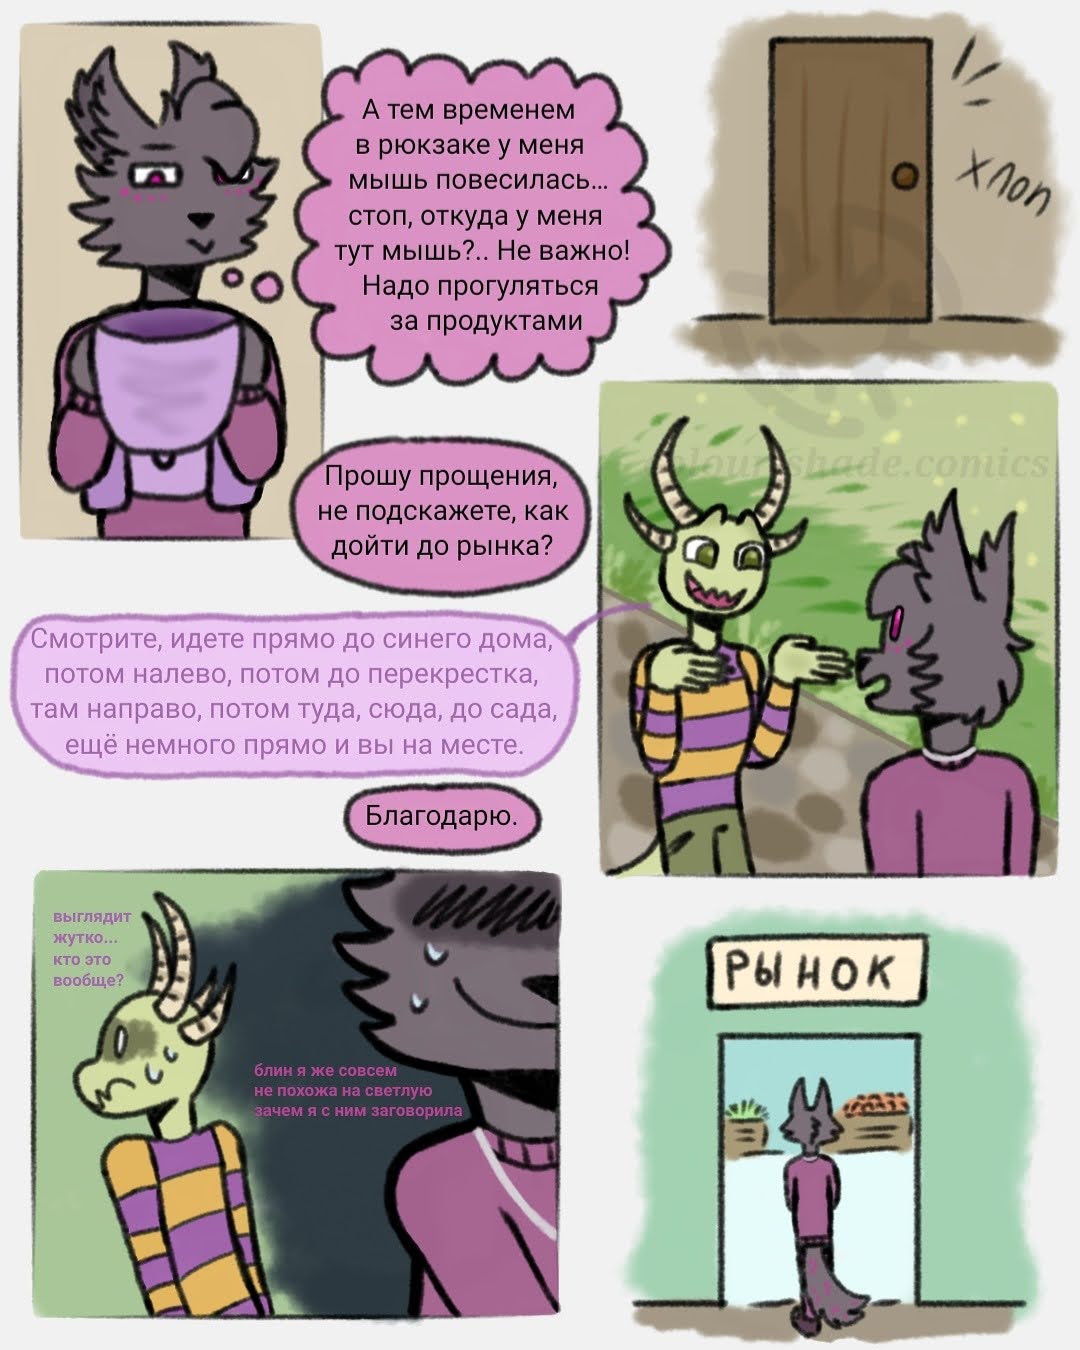 А тем временем
в рюкзаке у меня
мышь повесилась...
стоп, откуда у меня
тут мышь?.. Не важно!
Надо прогуляться
за продуктами
хлоп
Прошу прощения,
не подскажете, как
дойти до рынка?
Смотрите, идете прямо до синего дома,
потом налево, потом до перекрестка,
там направо, потом туда, сюда, до сада,
ещё немного прямо и вы на месте.
Благодарю.
выглядит
жутко...
кто это
вообще?
блин я же совсем
не похожа на светлую
зачем я с ним заговорила
РЫНОК